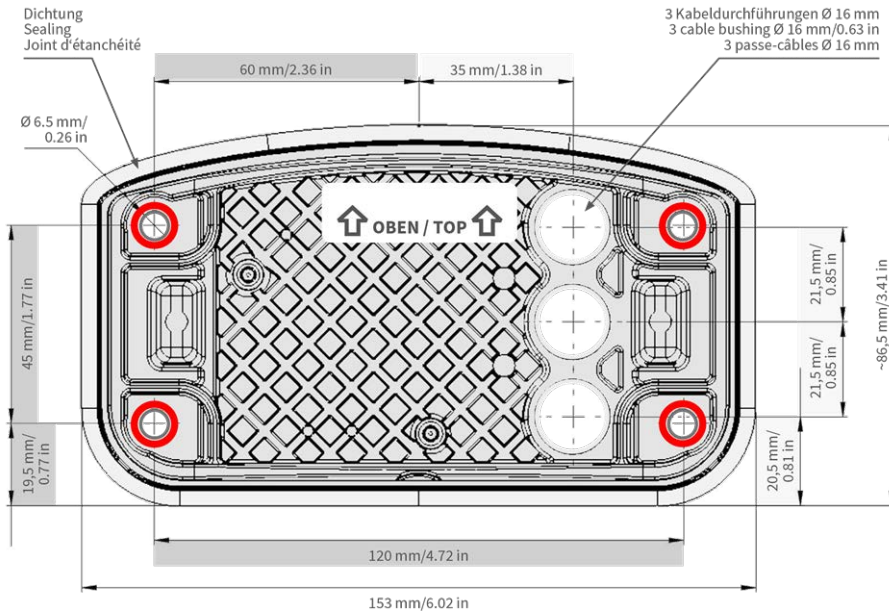 Dichtung
Sealing
Joint d'étanchéité
3 Kabeldurchführungen Ø 16 mm
3 cable bushing Ø 16 mm/0.63 in
3 passe-câbles Ø 16 mm
60 mm/2.36 in
35 mm/1.38 in
Ø 6.5 mm/
0.26 in
OBEN / TOP
45 mm/1.77 in
21,5 mm/
0.85 in
~86,5 mm/3.41 in
21,5 mm/
0.85 in
19,5 mm/
0.77 in
20,5 mm/
0.81 in
120 mm/4.72 in
153 mm/6.02 in